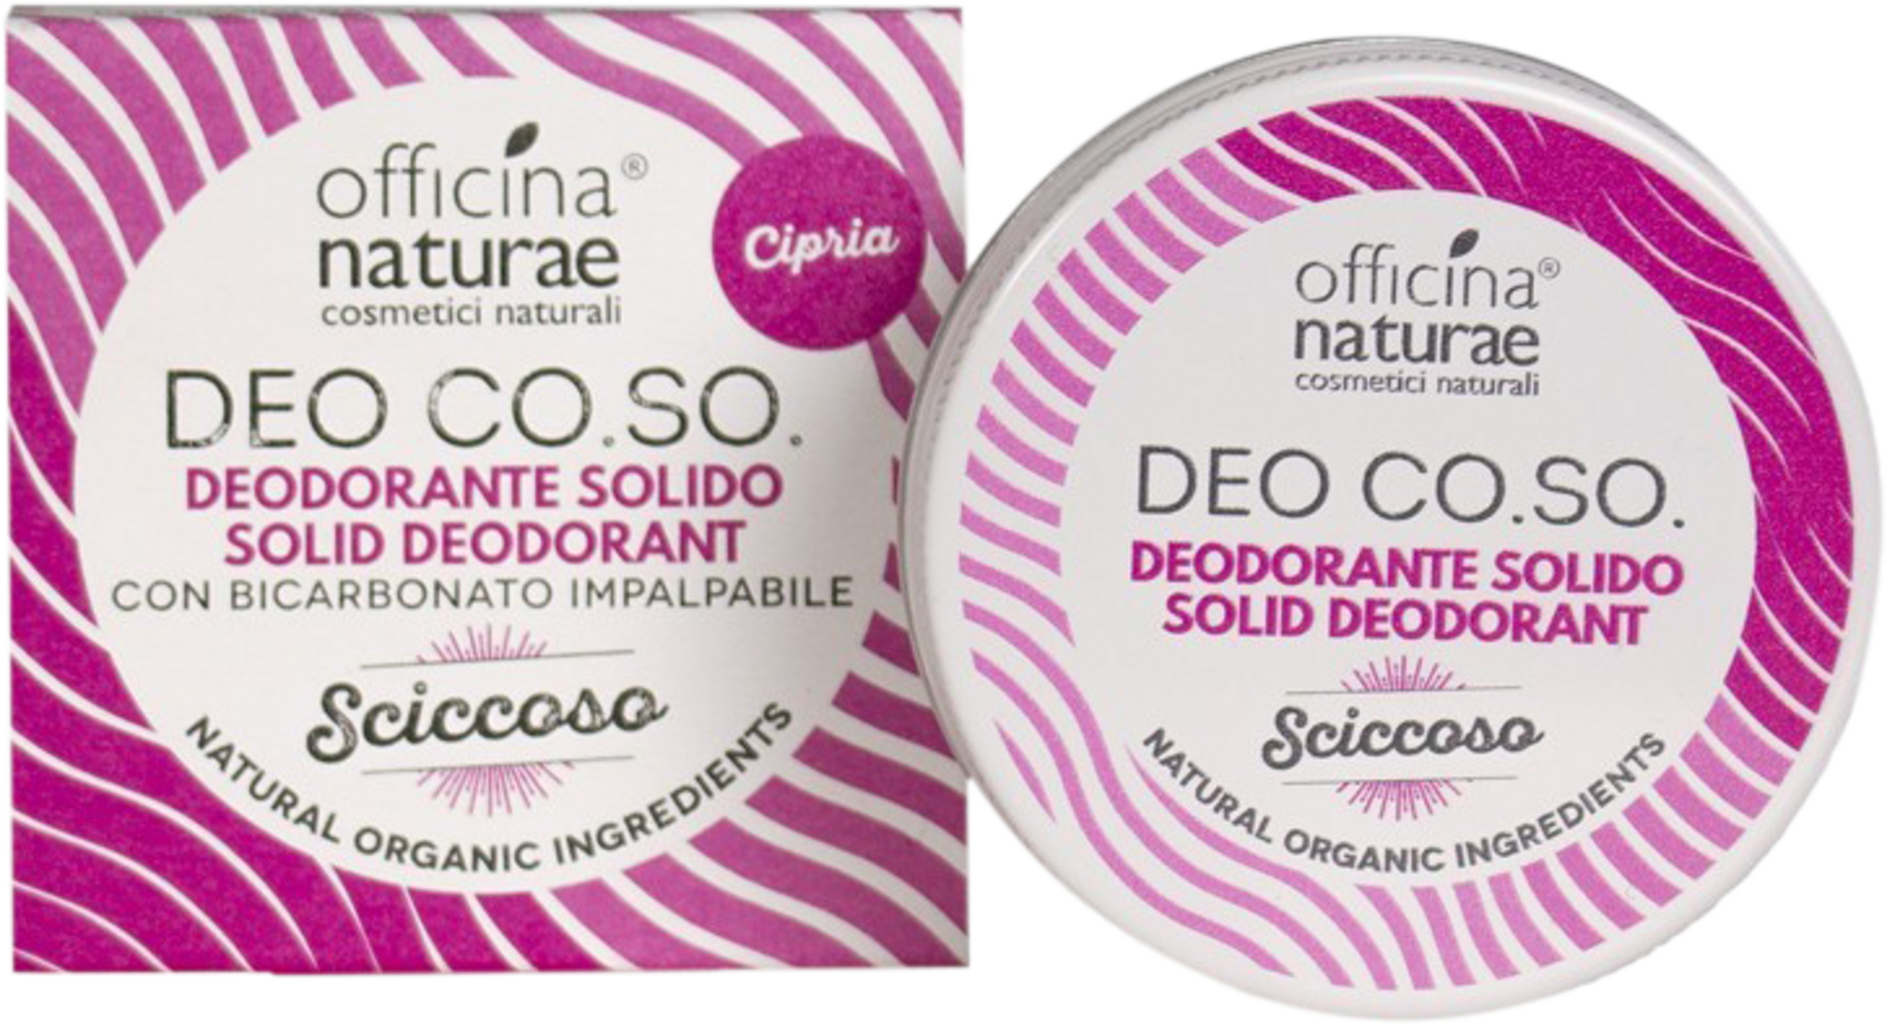 officina®
naturae
cosmetici naturali
Cipria
DEO CO.SO.
DEODORANTE SOLIDO
SOLID DEODORANT
CON BICARBONATO IMPALPABILE
Sciccoso
NATURAL ORGANIC INGREDIENTS
officina®
naturae
cosmetici naturali
DEO CO.SO.
DEODORANTE SOLIDO
SOLID DEODORANT
Sciccoso
NATURAL ORGANIC INGREDIENTS